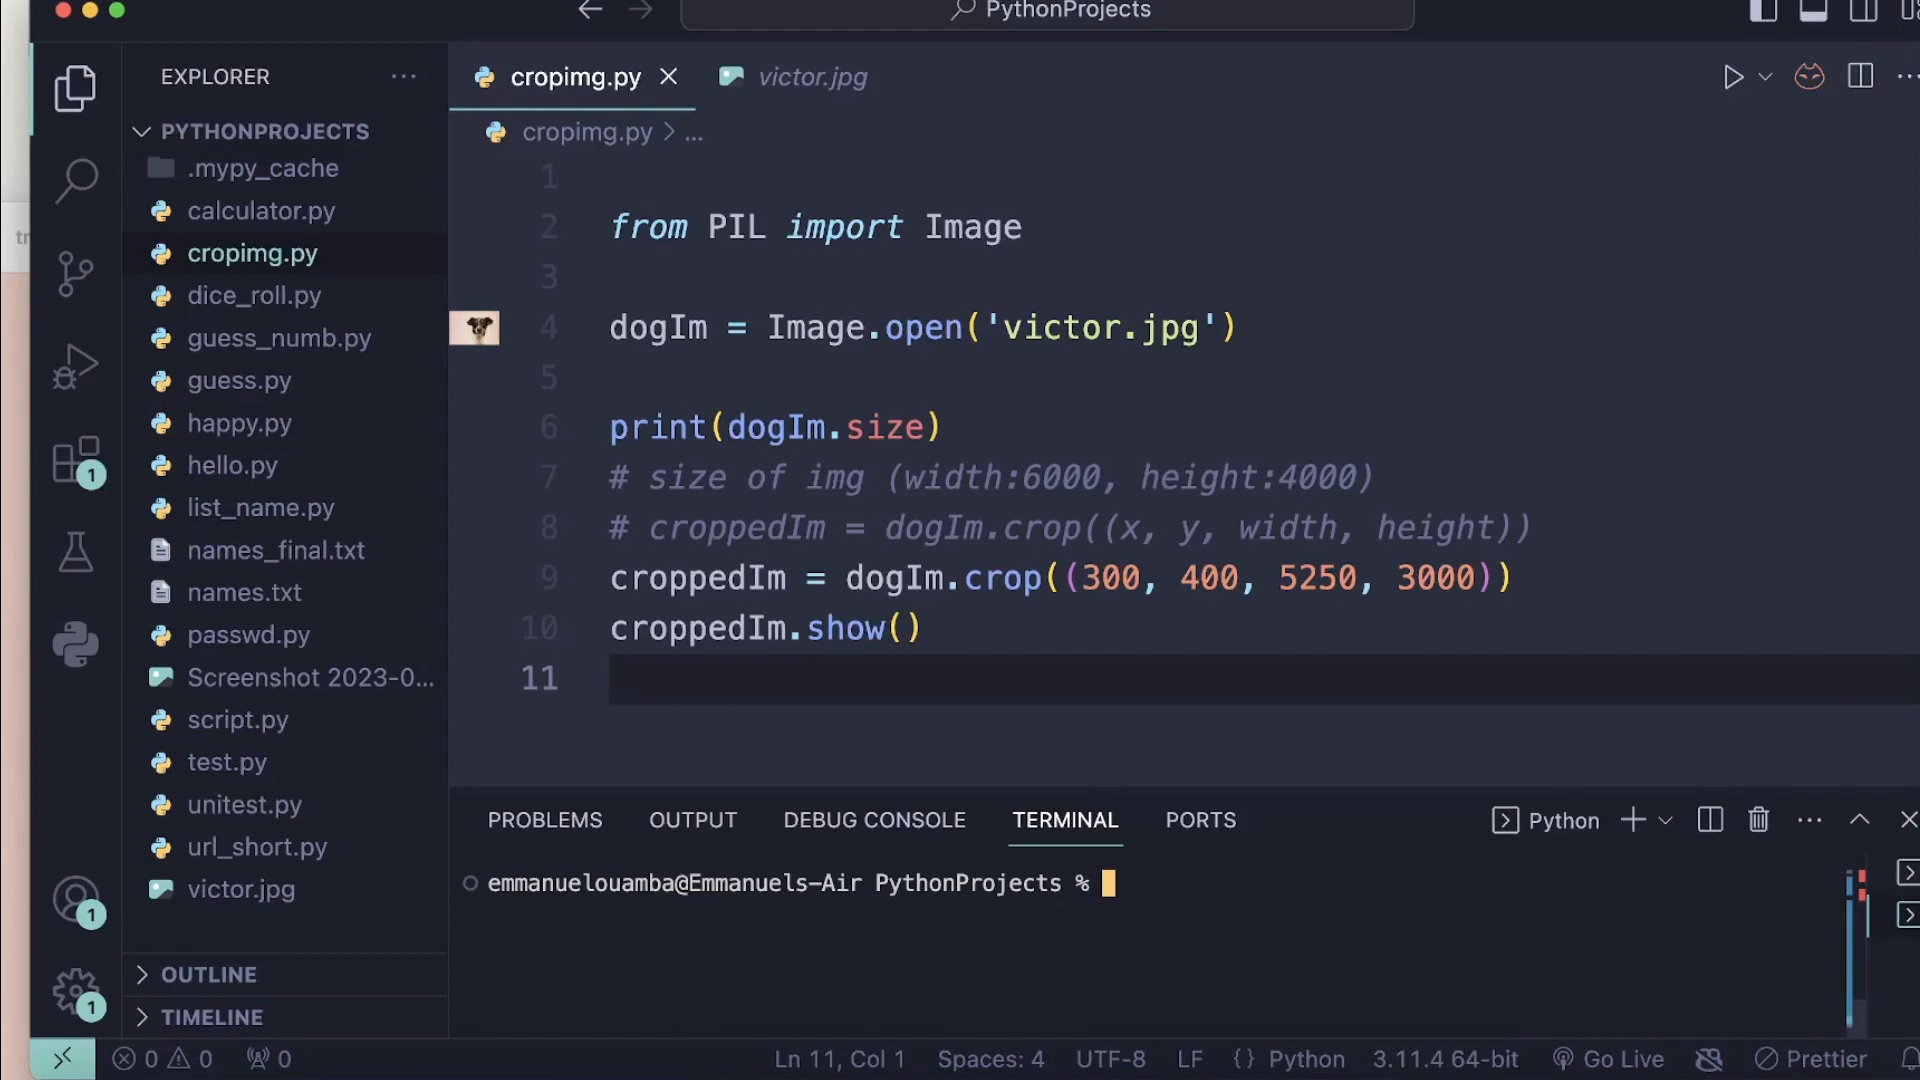 PythonProjects
EXPLORER
PYTHONPROJECTS
.mypy_cache
calculator.py
cropimg.py
dice_roll.py
guess_numb.py
guess.py
happy.py
hello.py
list_name.py
names_final.txt
names.txt
passwd.py
Screenshot 2023-0...
script.py
test.py
unitest.py
url_short.py
victor.jpg
OUTLINE
TIMELINE
1
1
1
cropimg.py
victor.jpg
cropimg.py > ...
1
2 from PIL import Image
3
4 dogIm = Image.open('victor.jpg')
5
6 print(dogIm.size)
7 # size of img (width:6000, height:4000)
8 # croppedIm = dogIm.crop((x, y, width, height))
9 croppedIm = dogIm.crop((300, 400, 5250, 3000))
10 croppedIm.show()
11
PROBLEMS OUTPUT DEBUG CONSOLE TERMINAL PORTS Python
emmanuelouamba@Emmanuels-Air PythonProjects %
0 0 0 Ln 11, Col 1 Spaces: 4 UTF-8 LF {} Python 3.11.4 64-bit Go Live Prettier